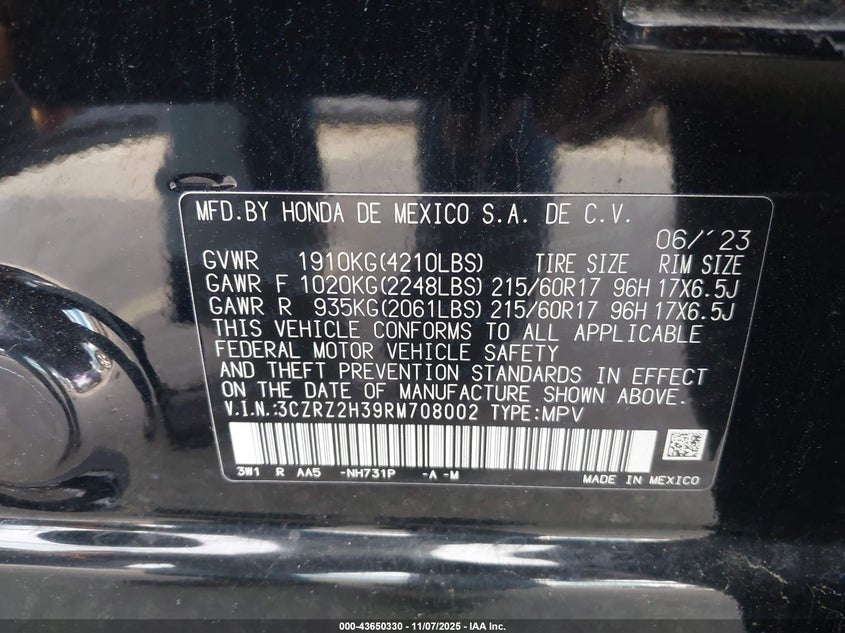 MFD.BY HONDA DE MEXICO S.A. DE C.V.
06/'23
GVWR 1910KG(4210LBS) TIRE SIZE RIM SIZE
GAWR F 1020KG(2248LBS) 215/60R17 96H 17X6.5J
GAWR R 935KG(2061LBS) 215/60R17 96H 17X6.5J
THIS VEHICLE CONFORMS TO ALL APPLICABLE
FEDERAL MOTOR VEHICLE SAFETY
AND THEFT PREVENTION STANDARDS IN EFFECT
ON THE DATE OF MANUFACTURE SHOWN ABOVE.
V.I.N.:3CZRZ2H39RM708002 TYPE:MPV
3W1 R AA5 -NH731P -A -M
MADE IN MEXICO
000-43650330 - 11/07/2025 - IAA Inc.